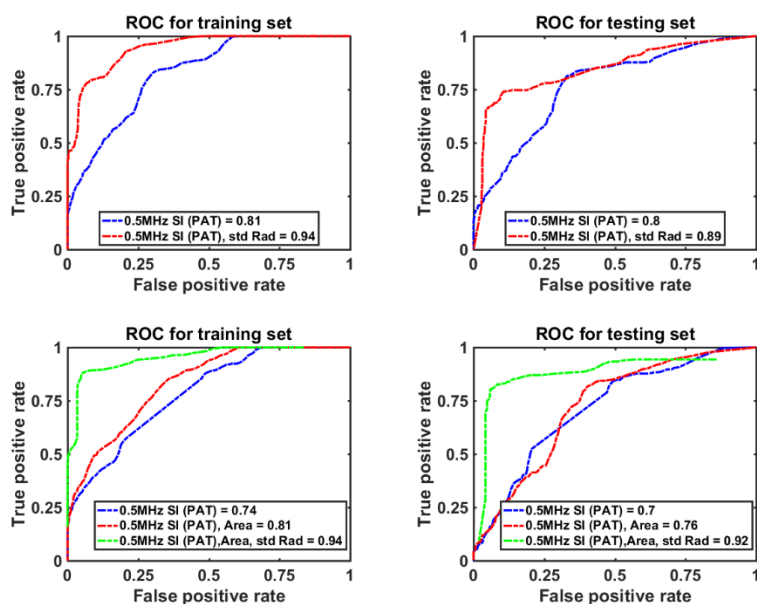 ROC for training set
True positive rate
1
0.75
0.5
0.25
0
0.5MHz SI (PAT) = 0.81
0.5MHz SI (PAT), std Rad = 0.94
0 0.25 0.5 0.75 1
False positive rate
ROC for testing set
True positive rate
1
0.75
0.5
0.25
0
0.5MHz SI (PAT) = 0.8
0.5MHz SI (PAT), std Rad = 0.89
0 0.25 0.5 0.75 1
False positive rate
ROC for training set
True positive rate
1
0.75
0.5
0.25
0
0.5MHz SI (PAT) = 0.74
0.5MHz SI (PAT), Area = 0.81
0.5MHz SI (PAT),Area, std Rad = 0.94
0 0.25 0.5 0.75 1
False positive rate
ROC for testing set
True positive rate
1
0.75
0.5
0.25
0
0.5MHz SI (PAT) = 0.7
0.5MHz SI (PAT), Area = 0.76
0.5MHz SI (PAT),Area, std Rad = 0.92
0 0.25 0.5 0.75 1
False positive rate